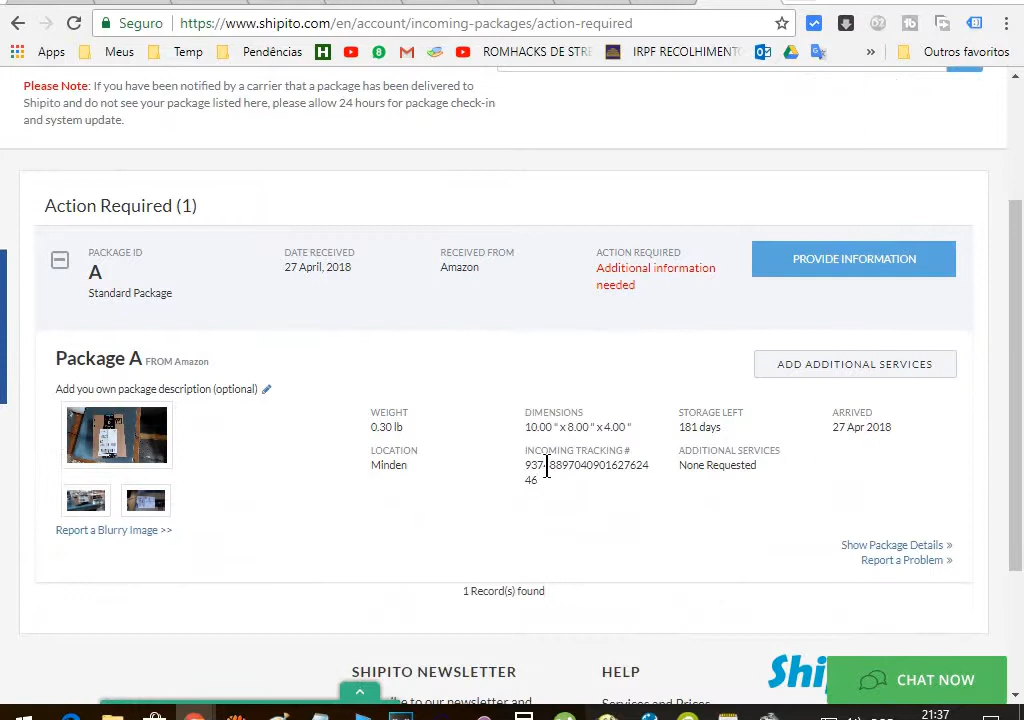 Seguro https://www.shipito.com/en/account/incoming-packages/action-required
Apps Meus Temp Pendências ROMHACKS DE STRE IRPF RECOLHIMENT » Outros favoritos
Please Note: If you have been notified by a carrier that a package has been delivered to
Shipito and do not see your package listed here, please allow 24 hours for package check-in
and system update.
Action Required (1)
PACKAGE ID DATE RECEIVED RECEIVED FROM ACTION REQUIRED
A 27 April, 2018 Amazon Additional information
needed
PROVIDE INFORMATION
Standard Package
Package A FROM Amazon
ADD ADDITIONAL SERVICES
Add you own package description (optional)
WEIGHT DIMENSIONS STORAGE LEFT ARRIVED
0.30 lb 10.00 " x 8.00 " x 4.00 " 181 days 27 Apr 2018
LOCATION INCOMING TRACKING # ADDITIONAL SERVICES
Minden None Requested
46
Report a Blurry Image >>
Show Package Details »
Report a Problem »
1 Record(s) found
SHIPITO NEWSLETTER HELP
Services and Prices
CHAT NOW
21:37